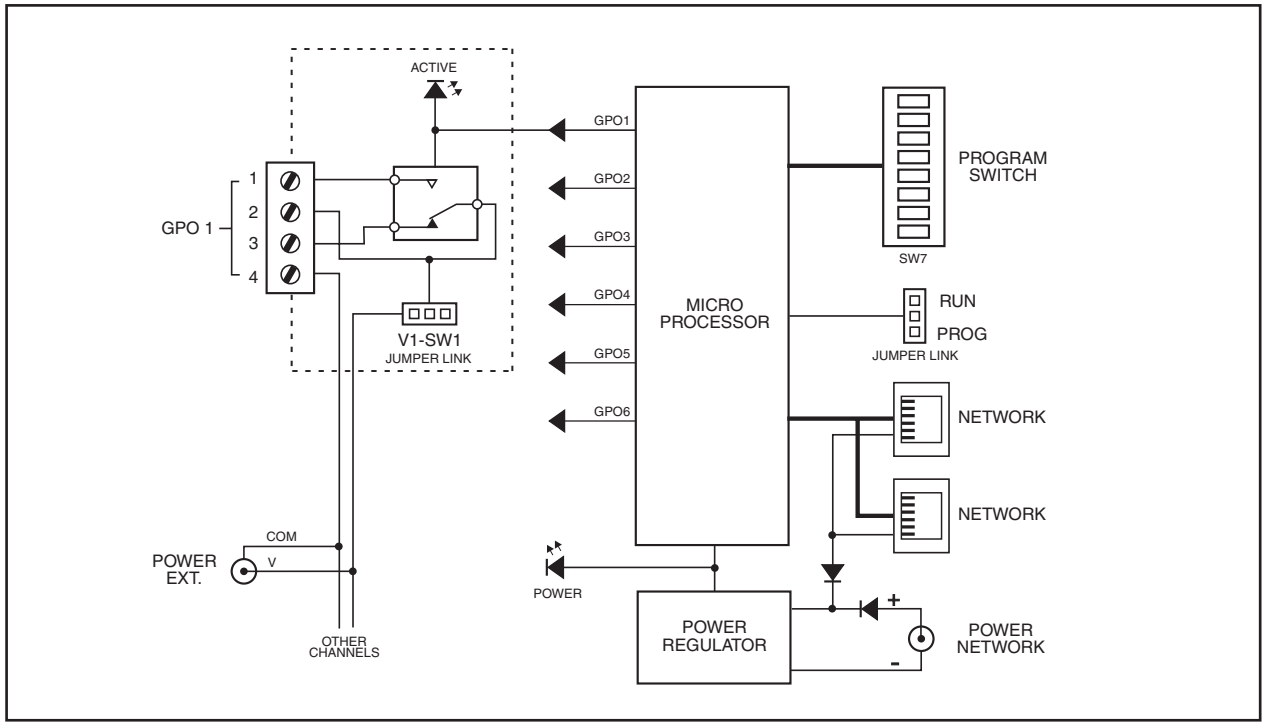 ACTIVE
GPO 1
1
2
3
4
V1-SW1
JUMPER LINK
GPO1
GPO2
GPO3
GPO4
GPO5
GPO6
MICRO
PROCESSOR
PROGRAM
SWITCH
SW7
RUN
PROG
JUMPER LINK
NETWORK
NETWORK
POWER
EXT.
COM
V
OTHER
CHANNELS
POWER
POWER
REGULATOR
+
-
POWER
NETWORK